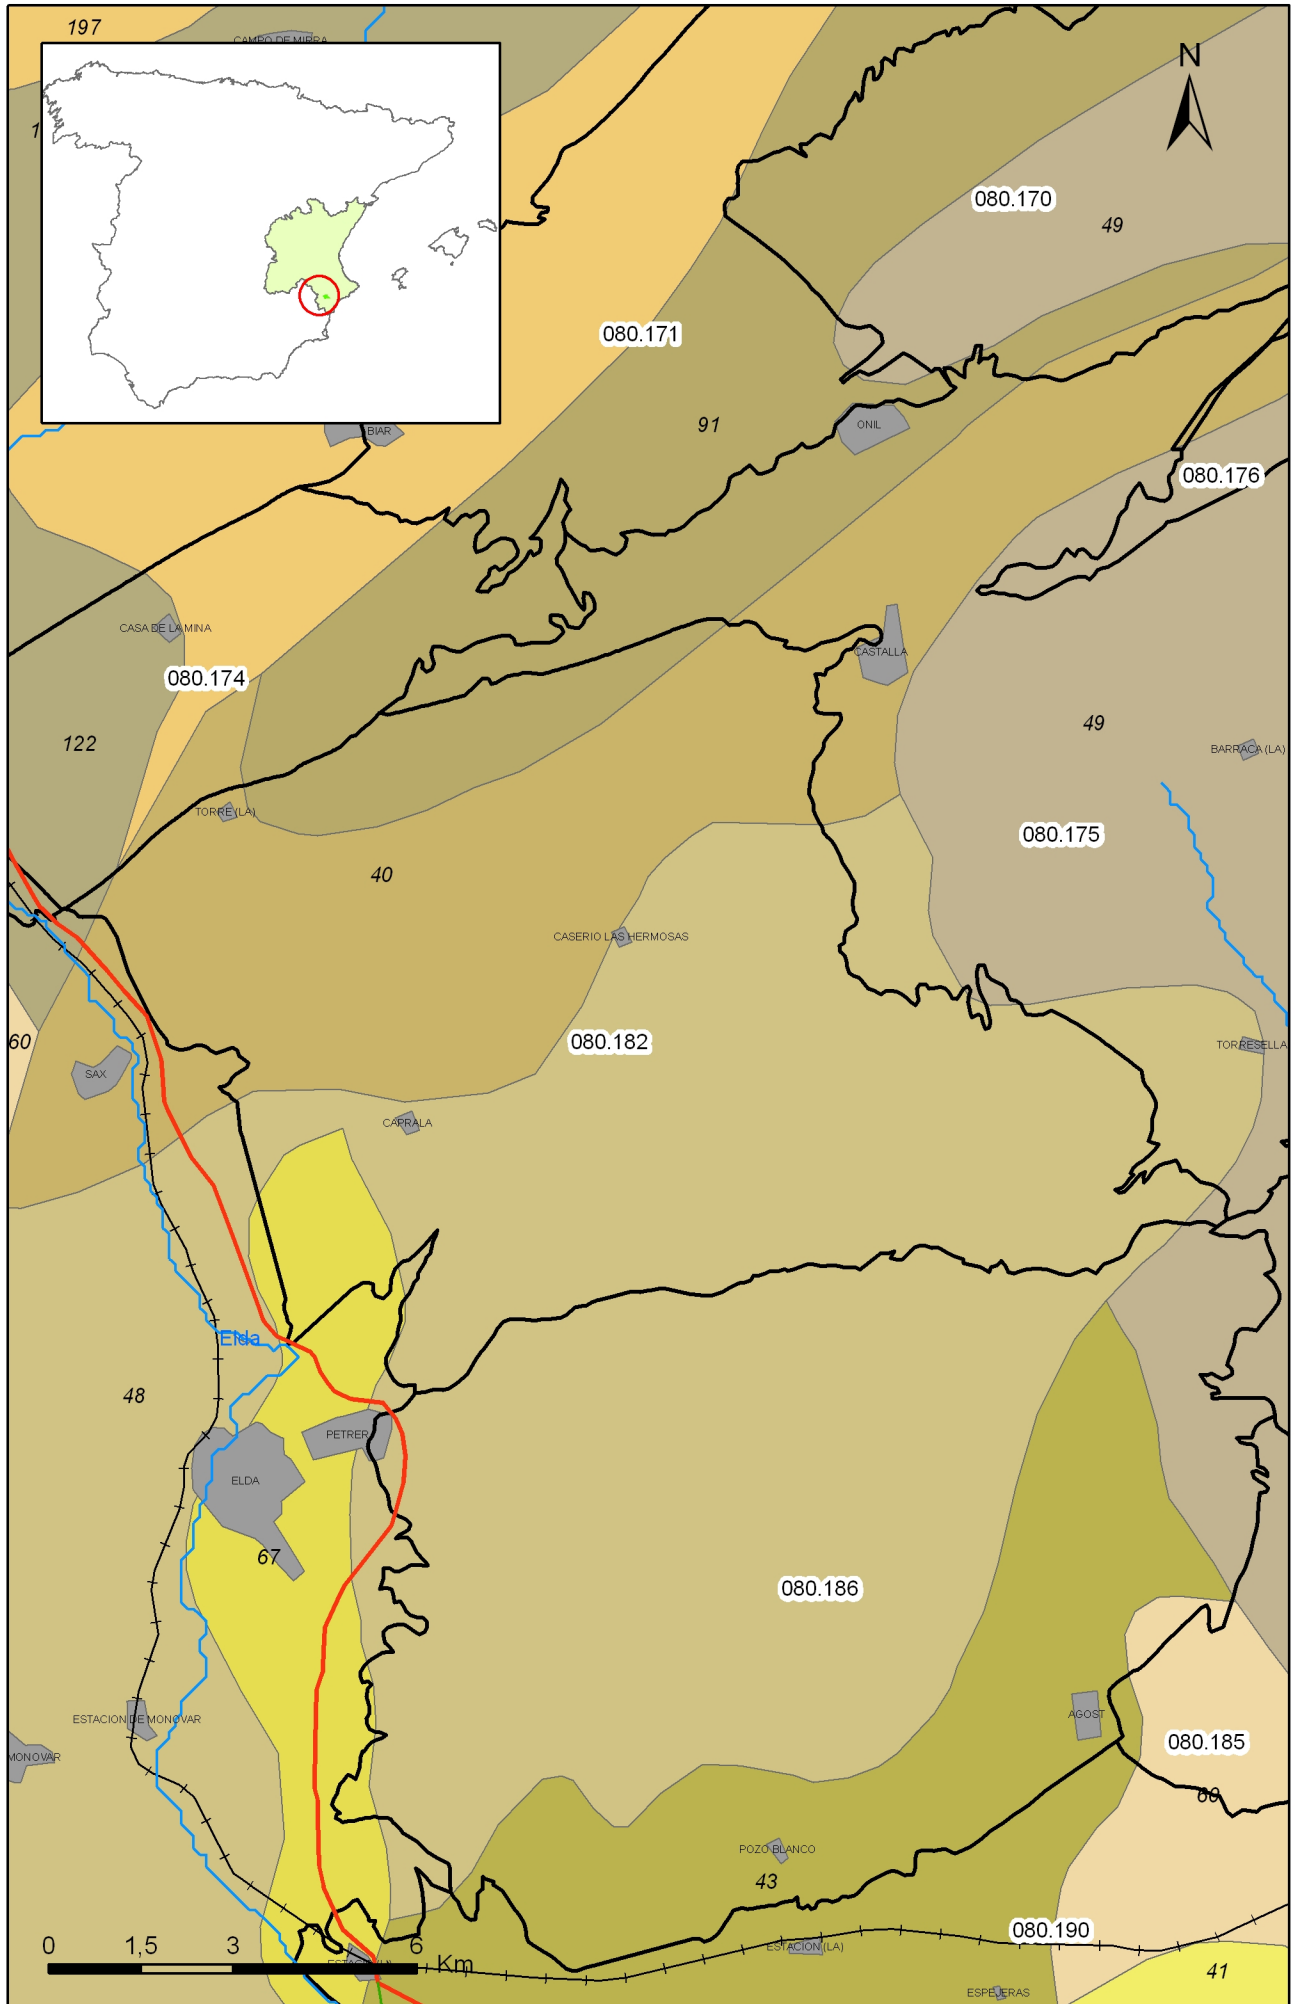 197
CAMPO DE MIRRA
N
1
080.170
49
080.171
91
ONIL
BIAR
080.176
CASA DE LA MINA
CASTALLA
080.174
49
122
BARRACA (LA)
TORRE (LA)
080.175
40
CASERIO LAS HERMOSAS
60
080.182
TORRESELLA
SAX
CAPRALA
Elda
48
PETRER
ELDA
67
080.186
ESTACION DE MONOVAR
AGOST
080.185
MONOVAR
60
POZO BLANCO
43
080.190
0 1,5 3 6
Km
ESTACION (LA)
41
ESPEJERAS